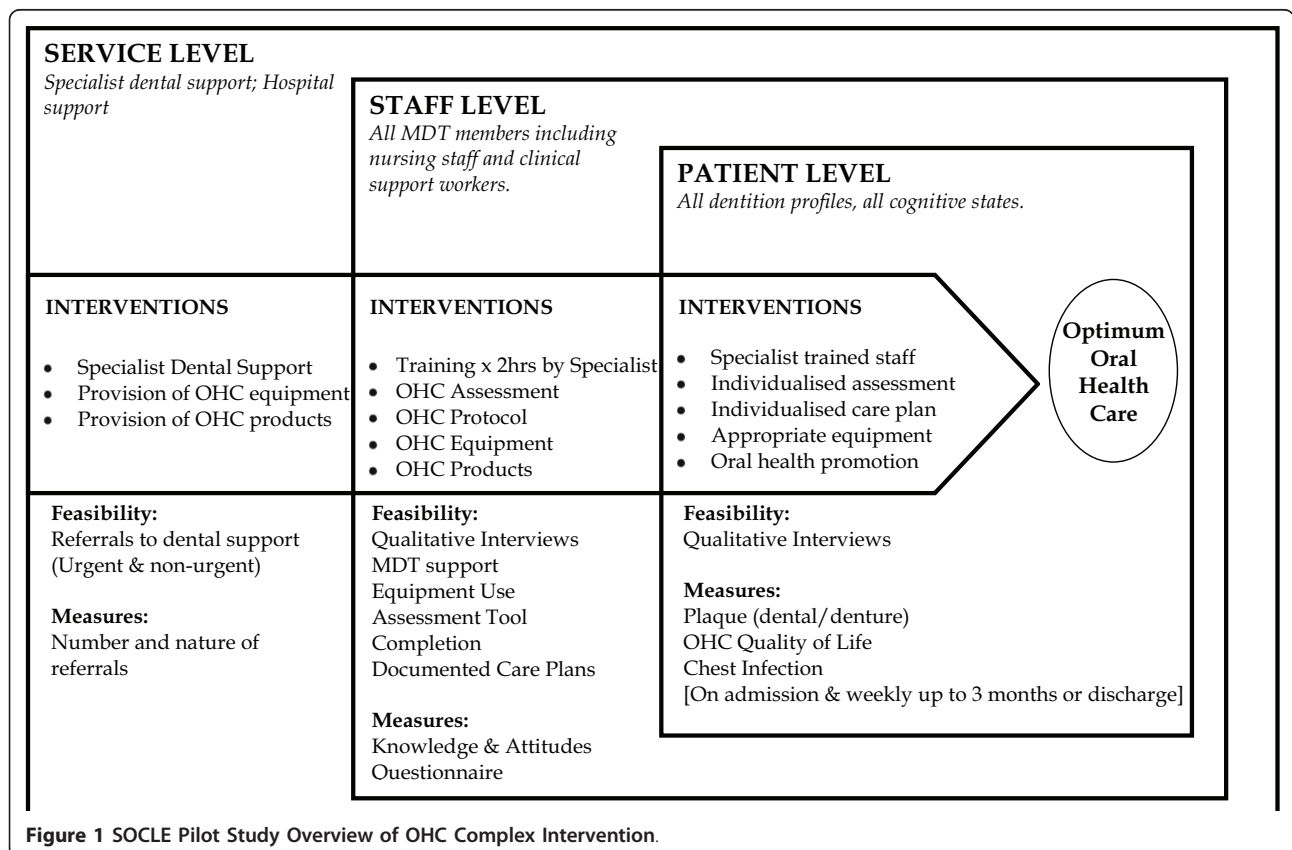 SERVICE LEVEL
Specialist dental support; Hospital
support
STAFF LEVEL
All MDT members including
nursing staff and clinical
support workers.
PATIENT LEVEL
All dentition profiles, all cognitive states.
INTERVENTIONS
• Specialist Dental Support
• Provision of OHC equipment
• Provision of OHC products
INTERVENTIONS
• Training x 2hrs by Specialist
• OHC Assessment
• OHC Protocol
• OHC Equipment
• OHC Products
INTERVENTIONS
• Specialist trained staff
• Individualised assessment
• Individualised care plan
• Appropriate equipment
• Oral health promotion
Optimum
Oral
Health
Care
Feasibility:
Referrals to dental support
(Urgent & non-urgent)
Measures:
Number and nature of
referrals
Feasibility:
Qualitative Interviews
MDT support
Equipment Use
Assessment Tool
Completion
Documented Care Plans
Measures:
Knowledge & Attitudes
Ouestionnaire
Feasibility:
Qualitative Interviews
Measures:
Plaque (dental/denture)
OHC Quality of Life
Chest Infection
[On admission & weekly up to 3 months or discharge]
Figure 1 SOCLE Pilot Study Overview of OHC Complex Intervention.